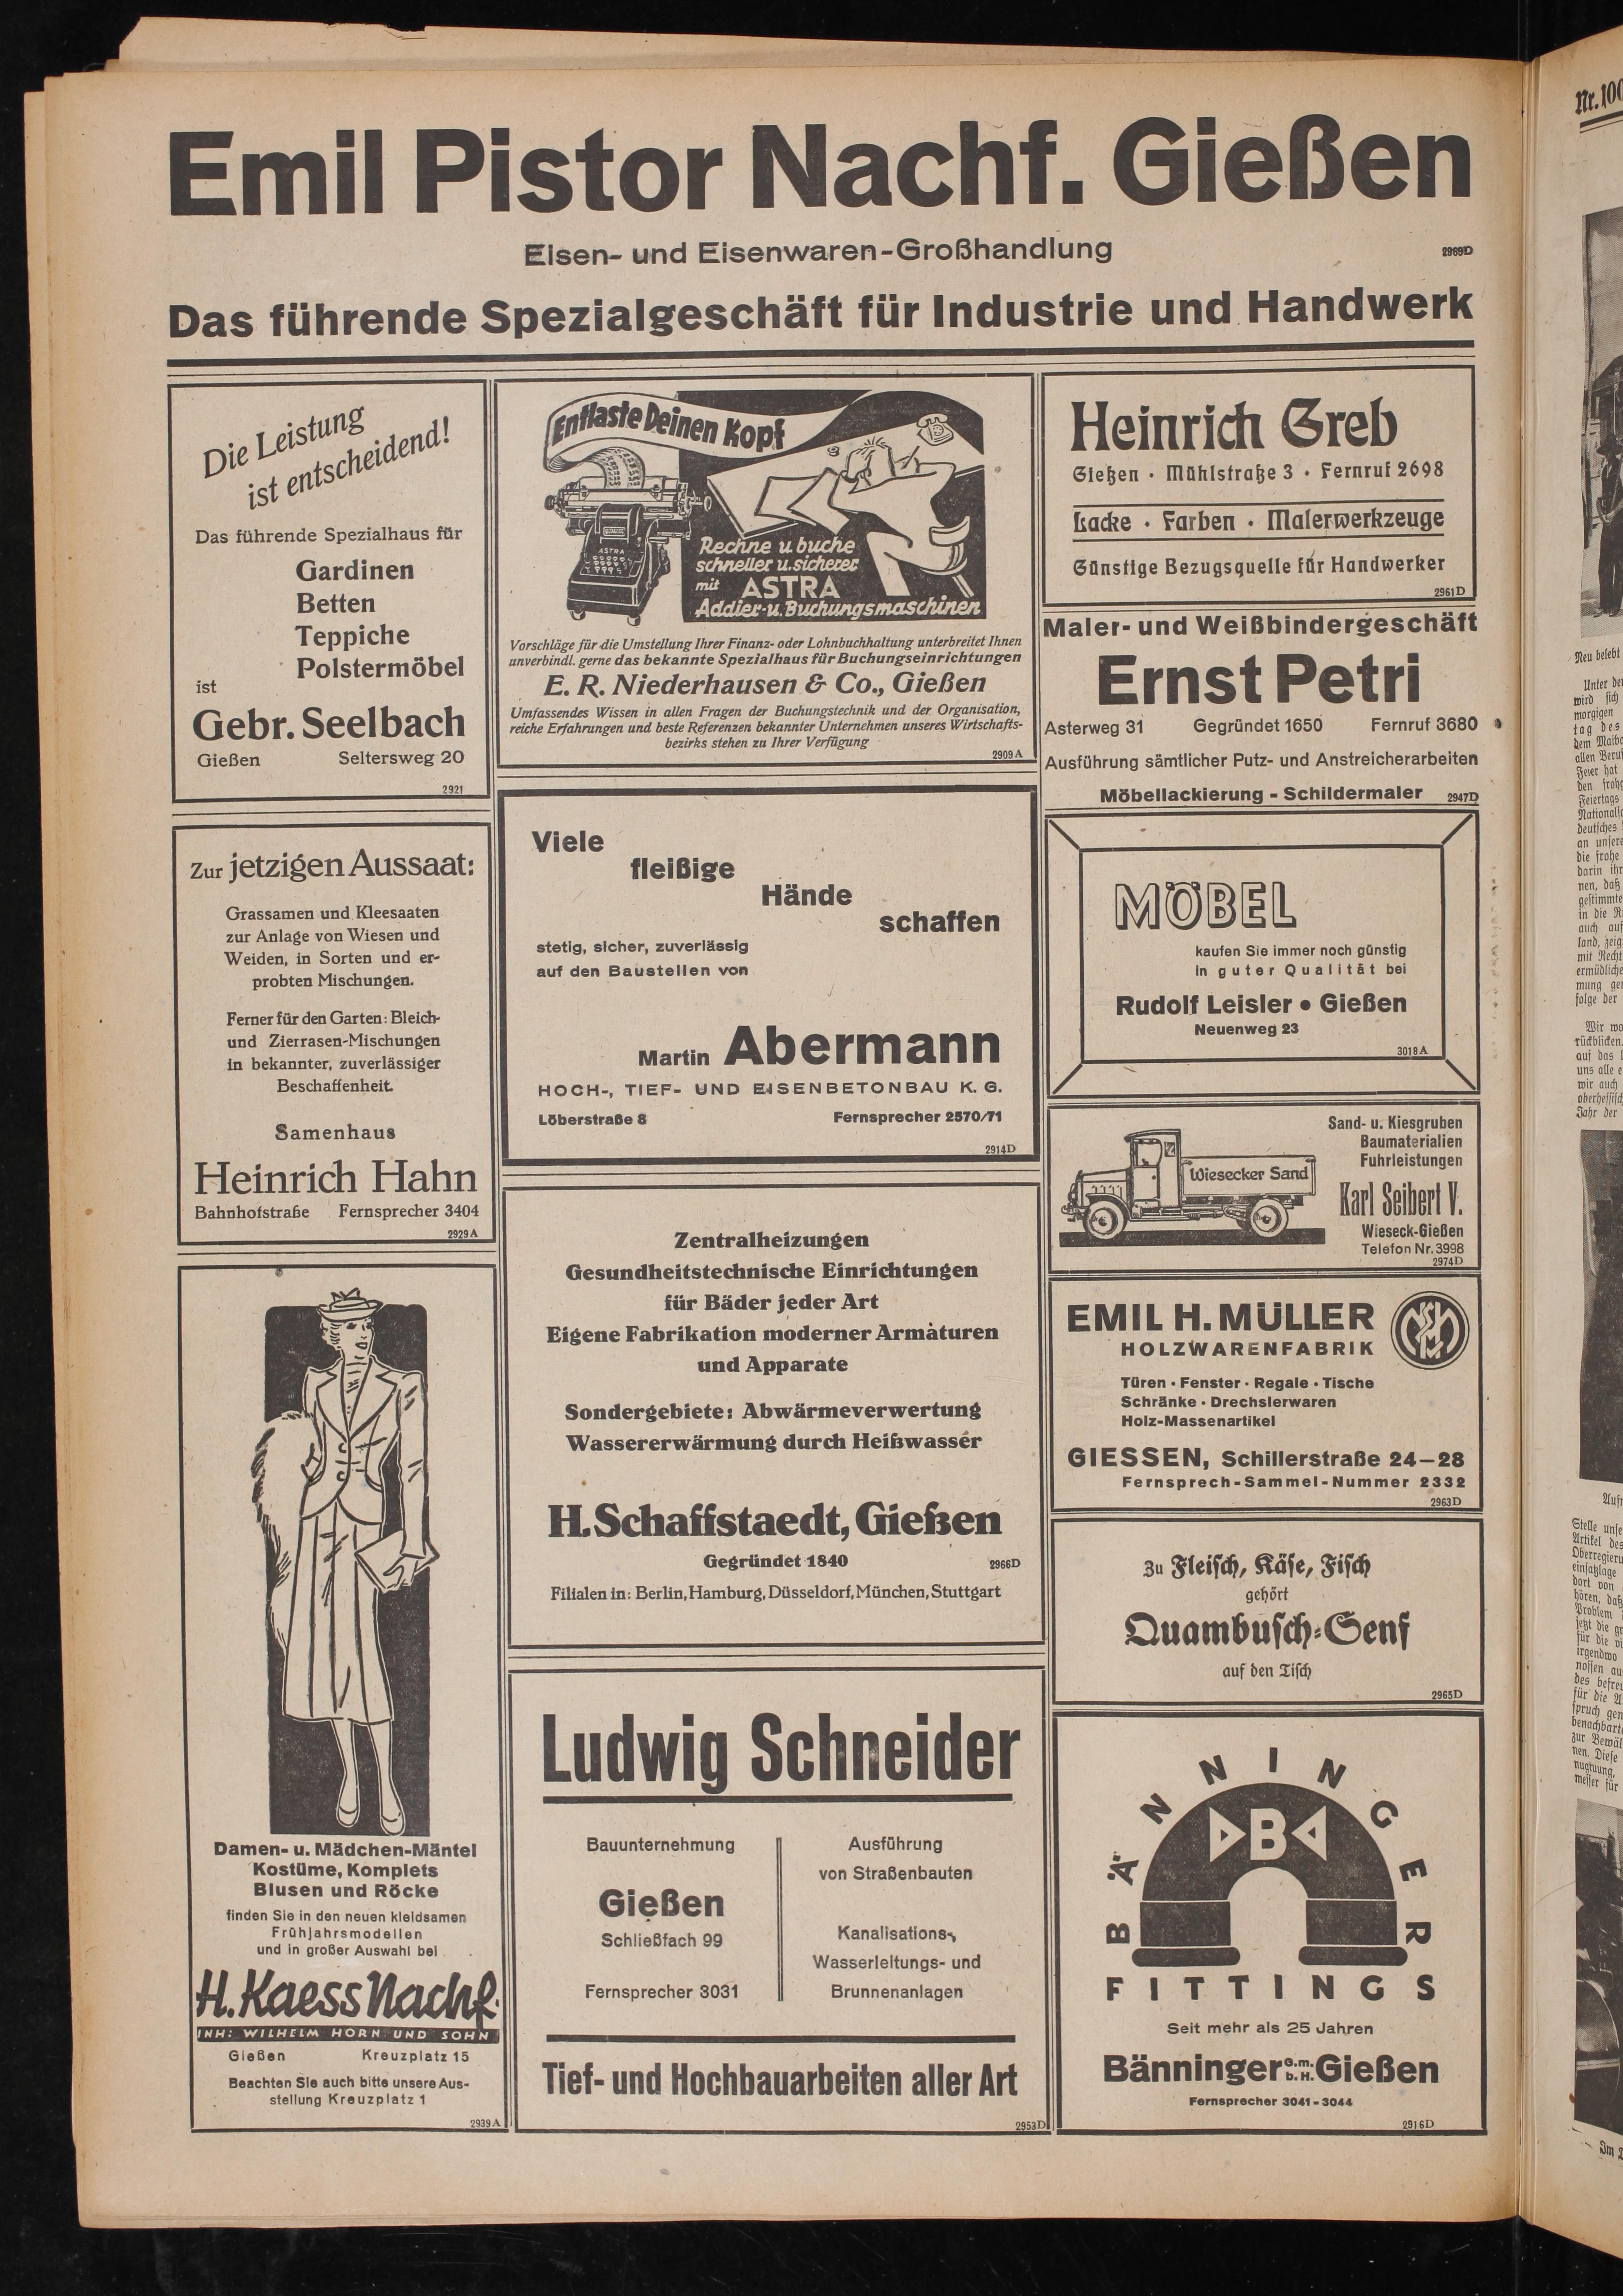 Emil Pistor Nachf. Gießen
Eisen- und Eisenwaren-Großhandlung
2969D
Das führende Spezialgeschäft für Industrie und Handwerk
Die Leistung
ist entscheidend!
Das führende Spezialhaus für
Gardinen
Betten
Teppiche
Polstermöbel
ist
Gebr. Seelbach
Gießen Seltersweg 20
2921
Zur jetzigen Aussaat:
Grassamen und Kleesaaten
zur Anlage von Wiesen und
Weiden, in Sorten und er-
probten Mischungen.
Ferner für den Garten: Bleich-
und Zierrasen-Mischungen
in bekannter, zuverlässiger
Beschaffenheit.
Samenhaus
Heinrich Hahn
Bahnhofstraße Fernsprecher 3404
2929A
Damen- u. Mädchen-Mäntel
Kostüme, Komplets
Blusen und Röcke
finden Sie in den neuen kleidsamen
Frühjahrsmodellen
und in großer Auswahl bei
H. Kaess Nachf.
INH: WILHELM HORN UND SOHN
Gießen Kreuzplatz 15
Beachten Sie auch bitte unsere Aus-
stellung Kreuzplatz 1
2939A
Entlaste Deinen Kopf
ASTRA
Rechne u. buche
schneller u. sicherer
mit ASTRA
Addier- u. Buchungsmaschinen
Vorschläge für die Umstellung Ihrer Finanz- oder Lohnbuchhaltung unterbreitet Ihnen
unverbindl. gerne das bekannte Spezialhaus für Buchungseinrichtungen
E. R. Niederhausen & Co., Gießen
Umfassendes Wissen in allen Fragen der Buchungstechnik und der Organisation,
reiche Erfahrungen und beste Referenzen bekannter Unternehmen unseres Wirtschafts-
bezirks stehen zu Ihrer Verfügung
2909A
Viele
fleißige
Hände
schaffen
stetig, sicher, zuverlässig
auf den Baustellen von
Martin Abermann
HOCH-, TIEF- UND EISENBETONBAU K. G.
Löberstraße 8 Fernsprecher 2570/71
2914D
Zentralheizungen
Gesundheitstechnische Einrichtungen
für Bäder jeder Art
Eigene Fabrikation moderner Armaturen
und Apparate
Sondergebiete: Abwärmeverwertung
Wassererwärmung durch Heißwasser
H. Schaffstaedt, Gießen
Gegründet 1840
2966D
Filialen in: Berlin, Hamburg, Düsseldorf, München, Stuttgart
Ludwig Schneider
Bauunternehmung
Gießen
Schließfach 99
Fernsprecher 3031
Ausführung
von Straßenbauten
Kanalisations-,
Wasserleitungs- und
Brunnenanlagen
Tief- und Hochbauarbeiten aller Art
2953D
Heinrich Greb
Gießen · Mühlstraße 3 · Fernruf 2698
Lacke · Farben · Malerwerkzeuge
Günstige Bezugsquelle für Handwerker
2961D
Maler- und Weißbindergeschäft
Ernst Petri
Asterweg 31 Gegründet 1650 Fernruf 3680
Ausführung sämtlicher Putz- und Anstreicherarbeiten
Möbellackierung - Schildermaler 2947D
MÖBEL
kaufen Sie immer noch günstig
in guter Qualität bei
Rudolf Leisler • Gießen
Neuenweg 23
3018A
Wiesecker Sand
Sand- u. Kiesgruben
Baumaterialien
Fuhrleistungen
Karl Seibert V.
Wieseck-Gießen
Telefon Nr. 3998
2974D
EMIL H. MÜLLER
HOLZWARENFABRIK
Türen · Fenster · Regale · Tische
Schränke · Drechslerwaren
Holz-Massenartikel
GIESSEN, Schillerstraße 24–28
Fernsprech-Sammel-Nummer 2332
2963D
Zu Fleisch, Käse, Fisch
gehört
Quambusch-Senf
auf den Tisch
2965D
BÄNNINGER
B
FITTINGS
Seit mehr als 25 Jahren
Bänninger G.m.b.H. Gießen
Fernsprecher 3041-3044
2916D
Nr. 100
Neu belebt
Unter der
wird sich
morgigen
tag des